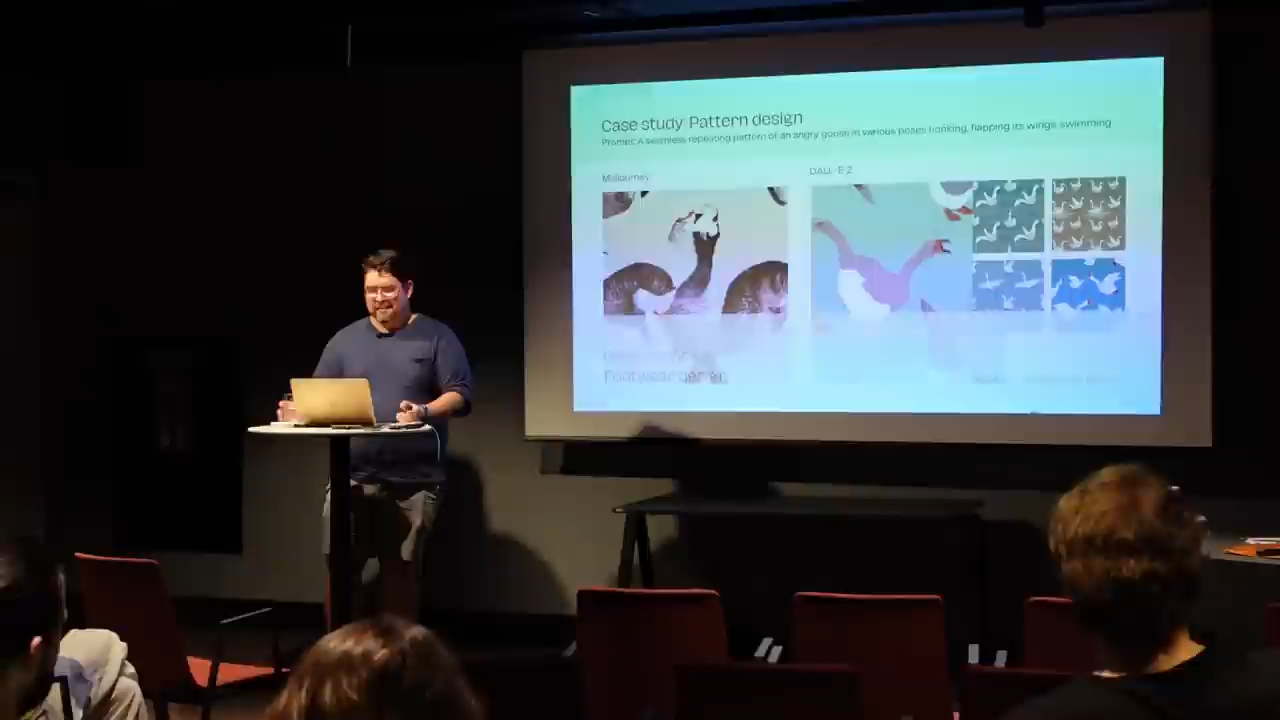 Case study: Pattern design
Prompt: A seamless repeating pattern of an angry goose in various poses honking, flapping its wings, swimming
Midjourney
DALL·E 2
Footwear